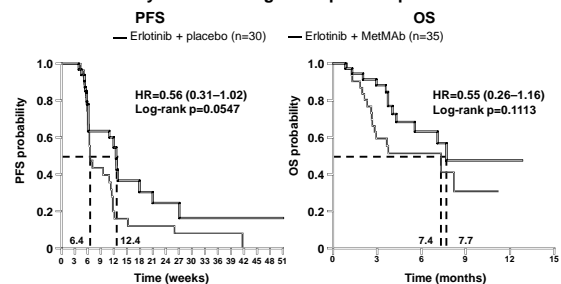 PFS
OS
Erlotinib + placebo (n=30)
Erlotinib + MetMAb (n=35)
PFS probability
1.0
0.8
0.6
0.4
0.2
0
HR=0.56 (0.31–1.02)
Log-rank p=0.0547
6.4
12.4
0 3 6 9 12 15 18 21 24 27 30 33 36 39 42 45 48 51
Time (weeks)
OS probability
1.0
0.8
0.6
0.4
0.2
0
HR=0.55 (0.26–1.16)
Log-rank p=0.1113
7.4
7.7
0 3 6 9 12 15
Time (months)